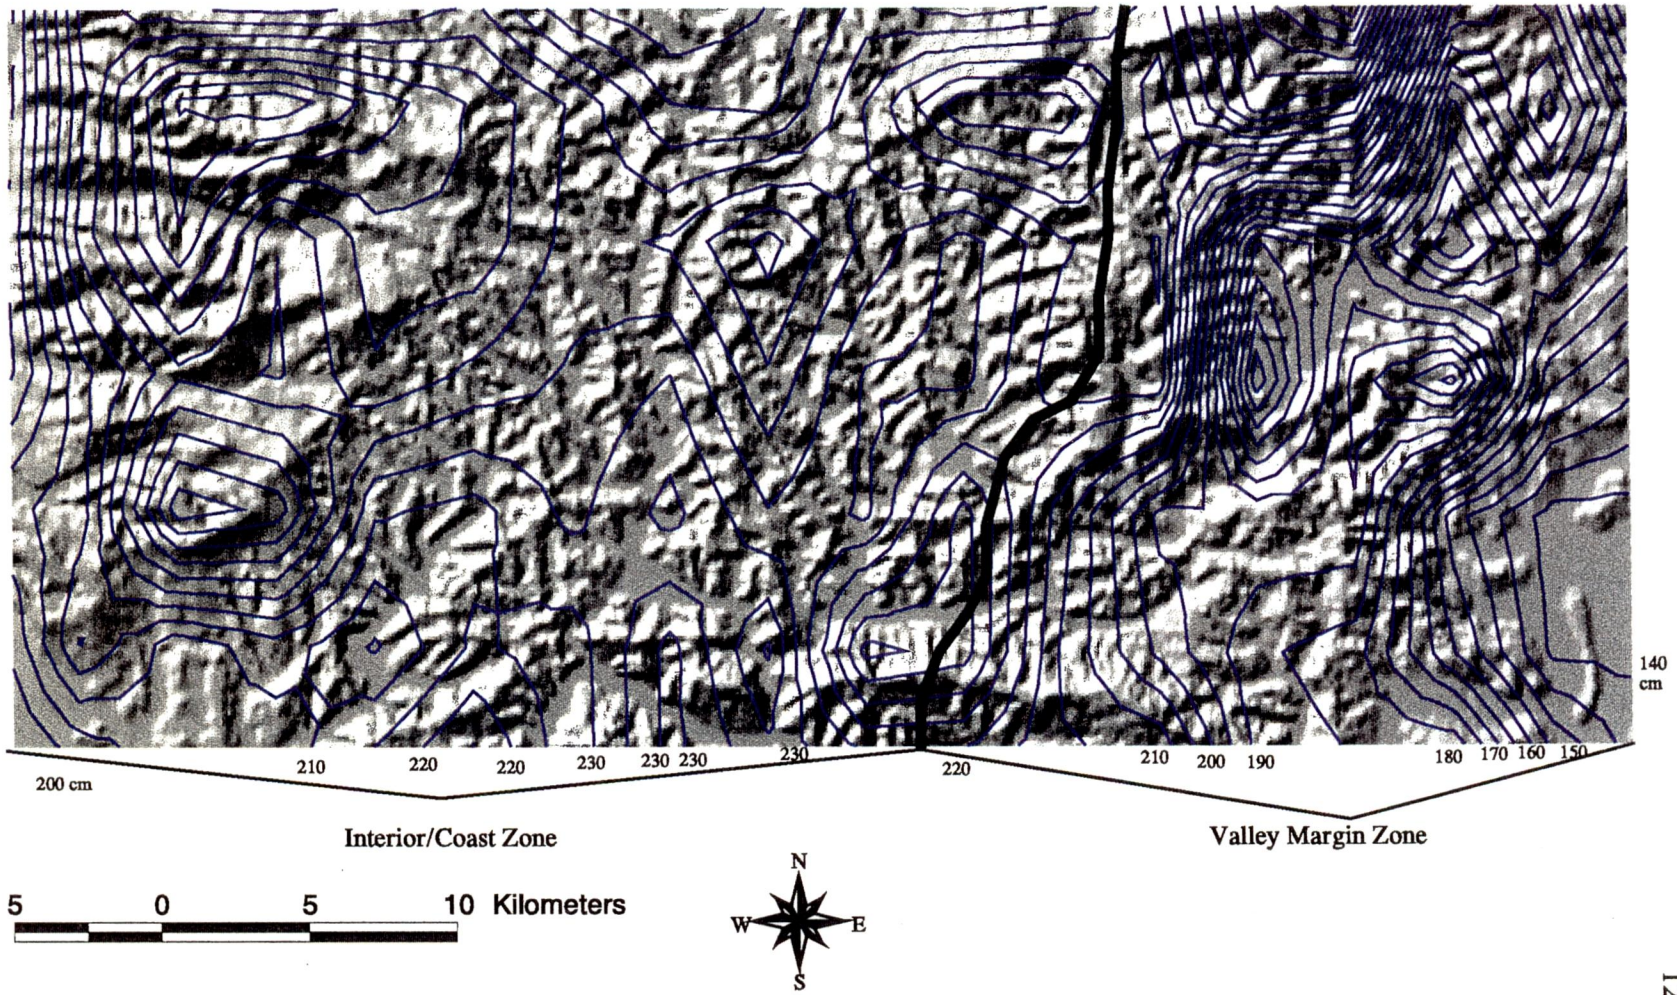 140
cm
200 cm
210
220
220
230
230
230
230
220
210
200
190
180
170
160
150
Interior/Coast Zone
Valley Margin Zone
5 0 5 10 Kilometers
N
W
E
S